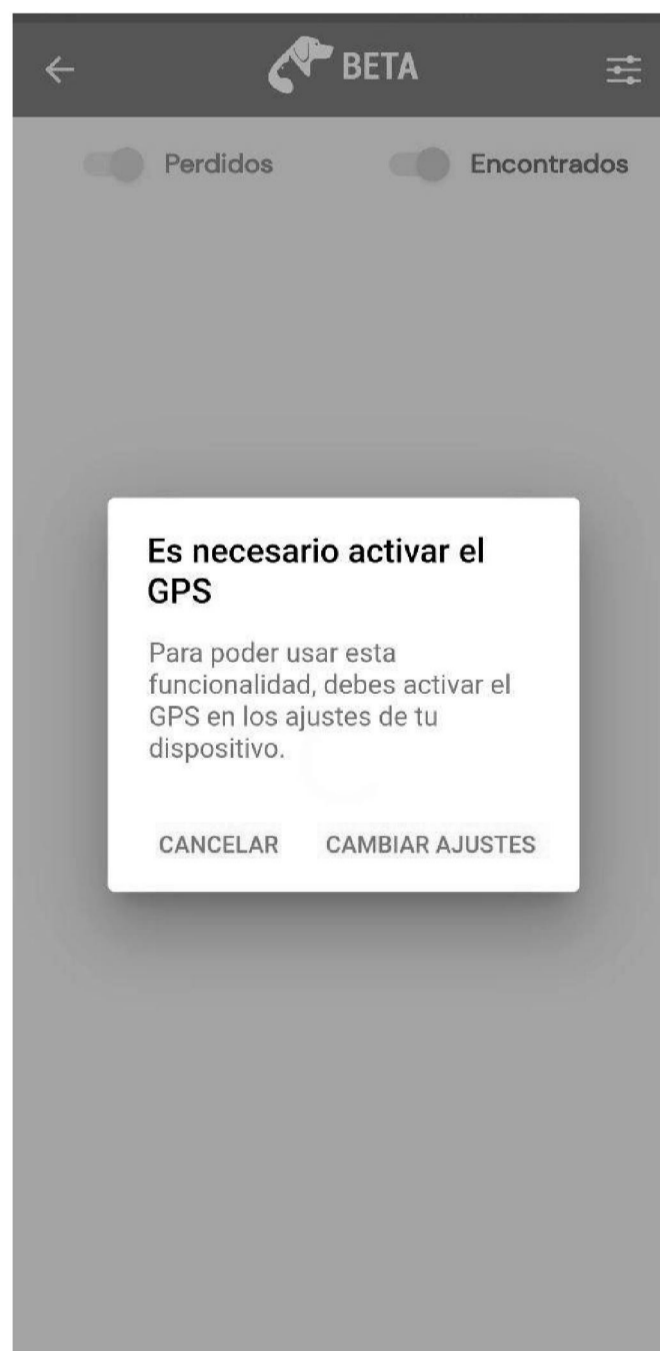 BETA
Perdidos Encontrados
Es necesario activar el
GPS
Para poder usar esta
funcionalidad, debes activar el
GPS en los ajustes de tu
dispositivo.
CANCELAR CAMBIAR AJUSTES